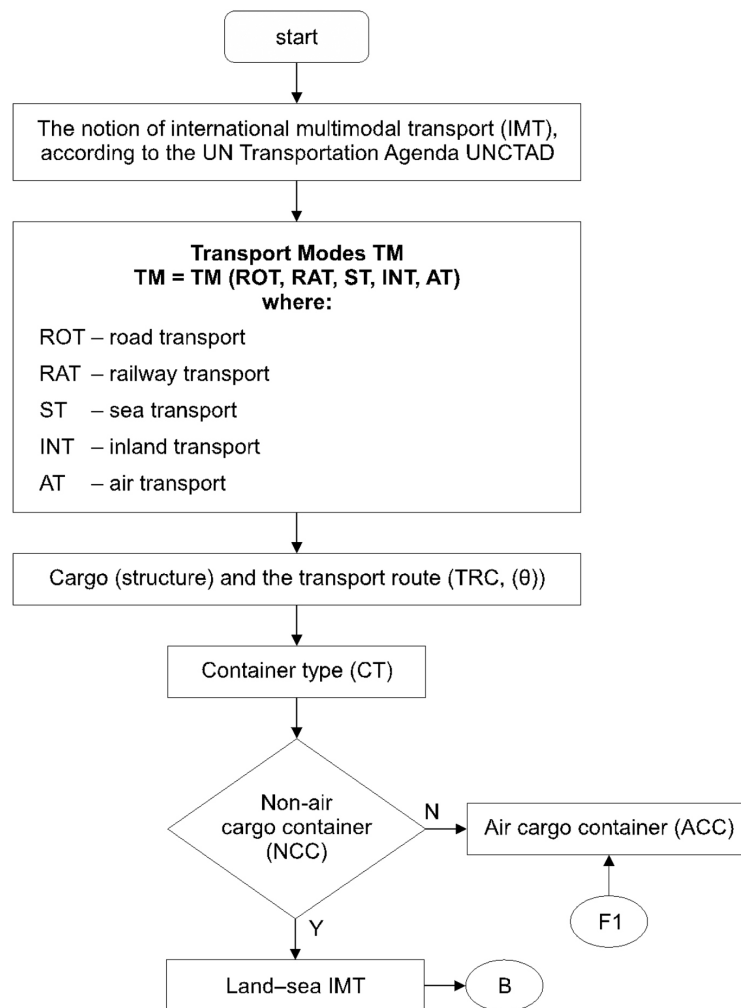 start
The notion of international multimodal transport (IMT),
according to the UN Transportation Agenda UNCTAD
Transport Modes TM
TM = TM (ROT, RAT, ST, INT, AT)
where:
ROT – road transport
RAT – railway transport
ST – sea transport
INT – inland transport
AT – air transport
Cargo (structure) and the transport route (TRC, (θ))
Container type (CT)
Non-air
cargo container
(NCC)
N
Air cargo container (ACC)
F1
Y
Land–sea IMT
B